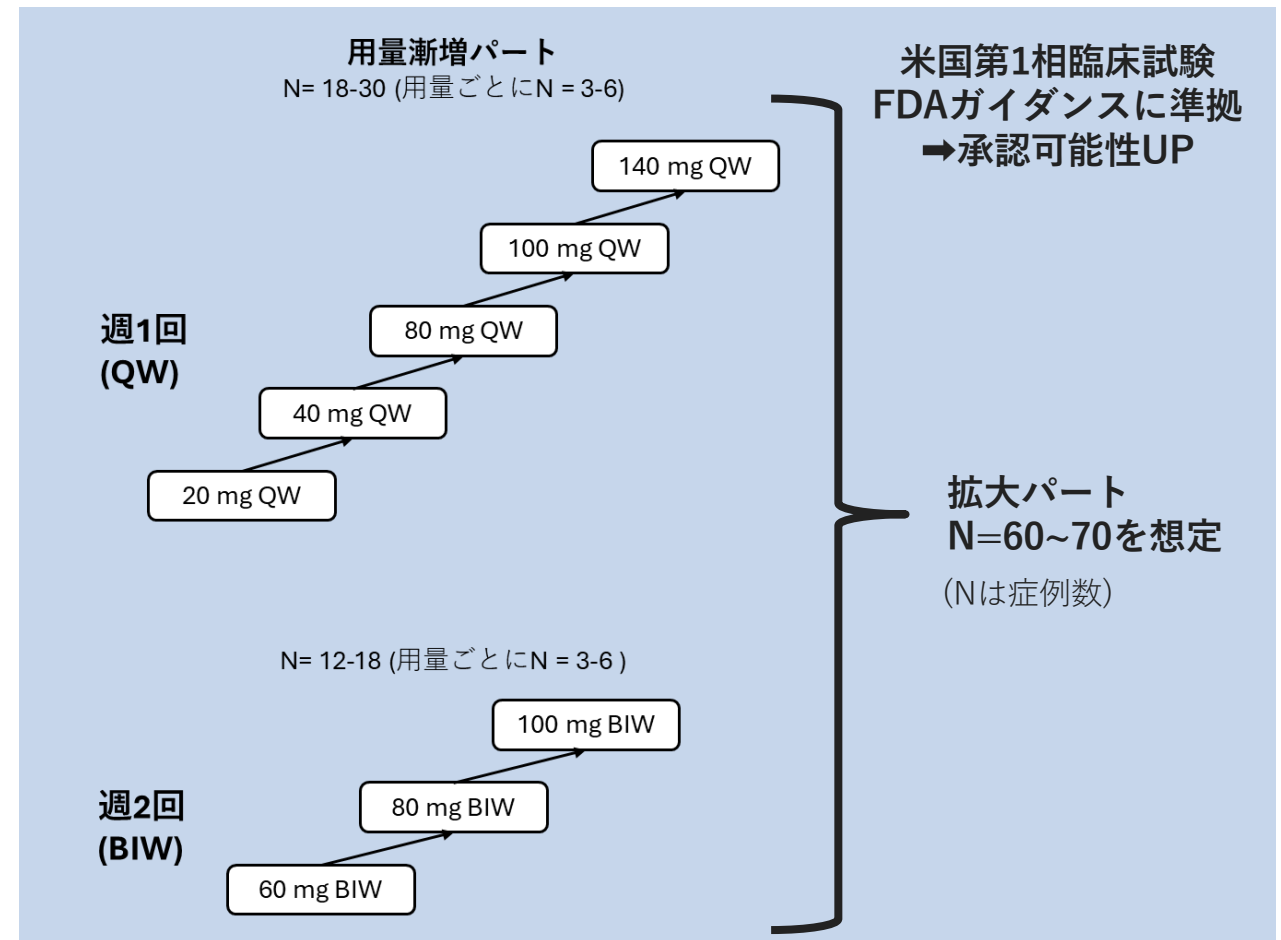 用量漸増パート
N= 18-30 (用量ごとにN = 3-6)
140 mg QW
100 mg QW
80 mg QW
40 mg QW
20 mg QW
週1回
(QW)
N= 12-18 (用量ごとにN = 3-6 )
100 mg BIW
80 mg BIW
60 mg BIW
週2回
(BIW)
米国第1相臨床試験
FDAガイダンスに準拠
➡承認可能性UP
拡大パート
N=60~70を想定
(Nは症例数)